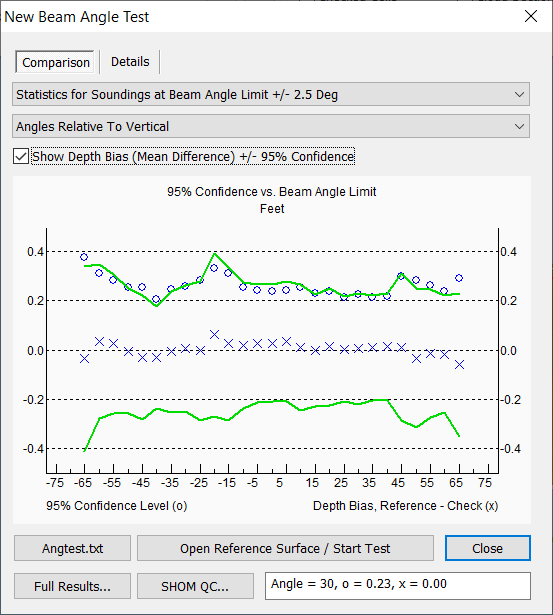 New Beam Angle Test
Comparison Details
Statistics for Soundings at Beam Angle Limit +/- 2.5 Deg
Angles Relative To Vertical
Show Depth Bias (Mean Difference) +/- 95% Confidence
95% Confidence vs. Beam Angle Limit
Feet
0.4 0.4
0.2 0.2
0.0 0.0
-0.2 -0.2
-0.4 -0.4
-75 -65 -55 -45 -35 -25 -15 -5 5 15 25 35 45 55 65 75
95% Confidence Level (o) Depth Bias, Reference - Check (x)
Angtest.txt Open Reference Surface / Start Test Close
Full Results... SHOM QC... Angle = 30, o = 0.23, x = 0.00